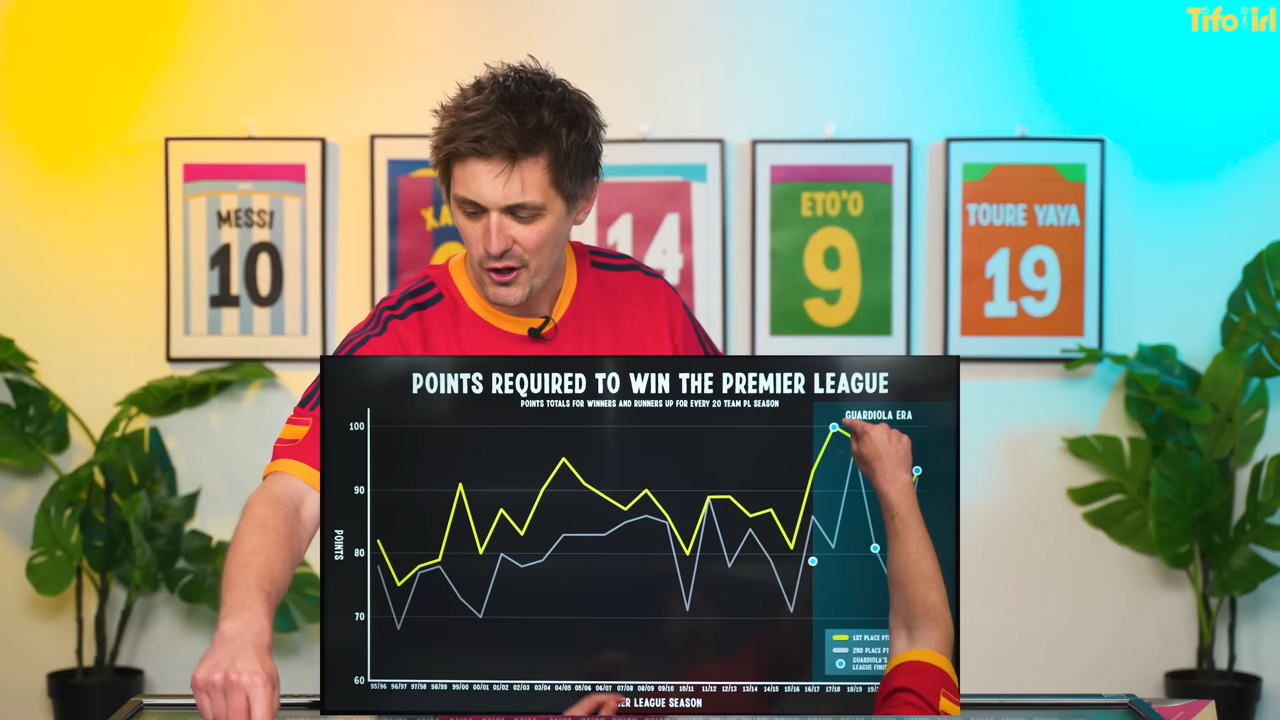 Tifo irl
MESSI
10
XA
14
ETO'O
9
TOURE YAYA
19
POINTS REQUIRED TO WIN THE PREMIER LEAGUE
POINTS TOTALS FOR WINNERS AND RUNNERS UP FOR EVERY 20 TEAM PL SEASON
GUARDIOLA ERA
100
90
80
70
60
POINTS
1ST PLACE PT
2ND PLACE PT
GUARDIOLA'S
LEAGUE FINI
95/96 96/97 97/98 98/99 99/00 00/01 01/02 02/03 03/04 04/05 05/06 06/07 07/08 08/09 09/10 10/11 11/12 12/13 13/14 14/15 15/16 16/17 17/18 18/19
LEAGUE SEASON